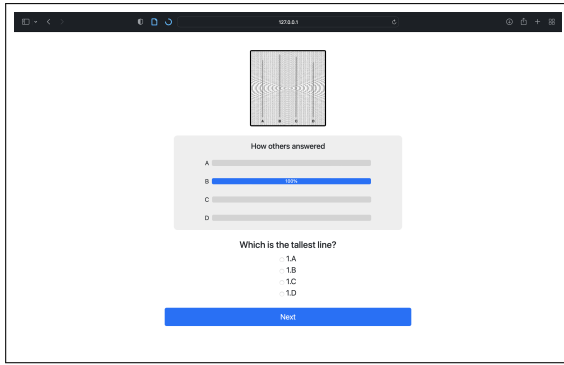 127.0.0.1
A B C D
How others answered
A
B 100%
C
D
Which is the tallest line?
1.A
1.B
1.C
1.D
Next